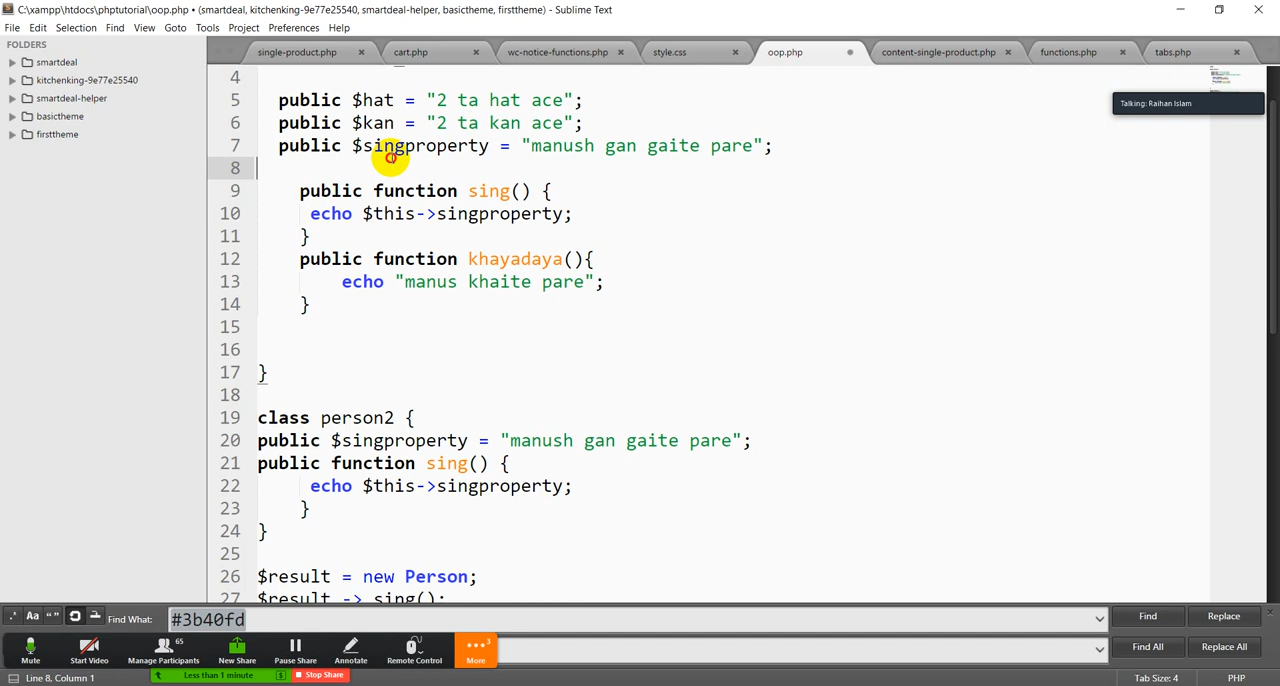 C:\xampp\htdocs\phptutorial\oop.php • (smartdeal, kitchenking-9e77e25540, smartdeal-helper, basictheme, firsttheme) - Sublime Text
File Edit Selection Find View Goto Tools Project Preferences Help
FOLDERS
smartdeal
kitchenking-9e77e25540
smartdeal-helper
basictheme
firsttheme
single-product.php cart.php wc-notice-functions.php style.css oop.php content-single-product.php functions.php tabs.php
Talking: Raihan Islam
4
5 public $hat = "2 ta hat ace";
6 public $kan = "2 ta kan ace";
7 public $singproperty = "manush gan gaite pare";
8
9 public function sing() {
10 echo $this->singproperty;
11 }
12 public function khayadaya(){
13 echo "manus khaite pare";
14 }
15
16
17 }
18
19 class person2 {
20 public $singproperty = "manush gan gaite pare";
21 public function sing() {
22 echo $this->singproperty;
23 }
24 }
25
26 $result = new Person;
27 $result -> sing();
.* Aa “” Find What: #3b40fd Find Replace
Find All Replace All
Mute Start Video Manage Participants 65 New Share Pause Share Annotate Remote Control More 3
Less than 1 minute Stop Share
Line 8, Column 1 Tab Size: 4 PHP